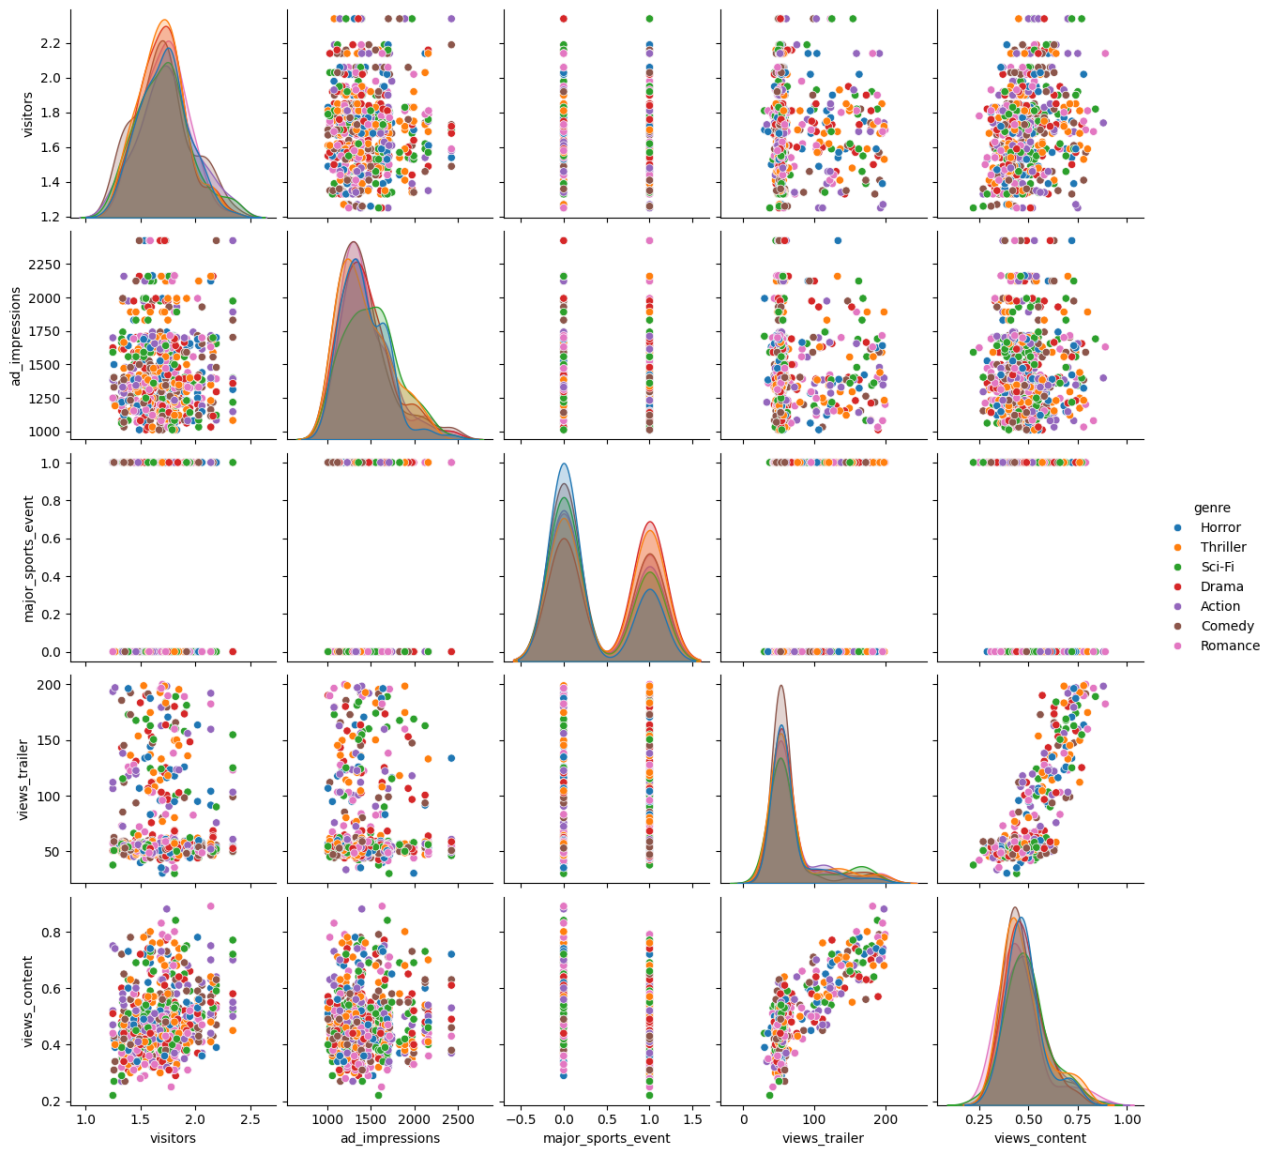 visitors
2.2
2.0
1.8
1.6
1.4
1.2
ad_impressions
2250
2000
1750
1500
1250
1000
major_sports_event
1.0
0.8
0.6
0.4
0.2
0.0
genre
Horror
Thriller
Sci-Fi
Drama
Action
Comedy
Romance
views_trailer
200
150
100
50
views_content
0.8
0.6
0.4
0.2
1.0 1.5 2.0 2.5
visitors
1000 1500 2000 2500
ad_impressions
−0.5 0.0 0.5 1.0 1.5
major_sports_event
0 100 200
views_trailer
0.25 0.50 0.75 1.00
views_content